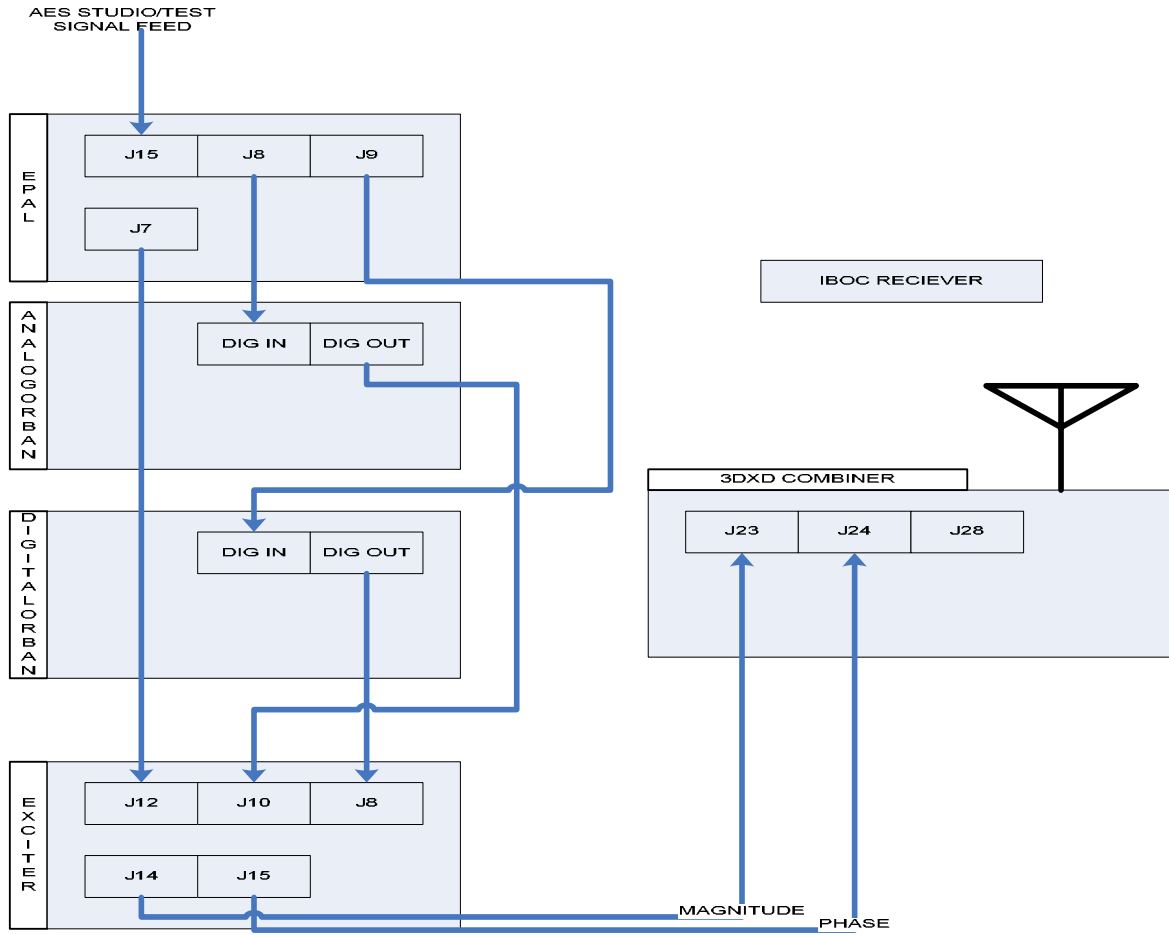 AES STUDIO/TEST
SIGNAL FEED
EPAL
J15
J8
J9
J7
ANALOGORBAN
DIG IN
DIG OUT
DIGITALORBAN
DIG IN
DIG OUT
EXCITER
J12
J10
J8
J14
J15
IBOC RECIEVER
3DXD COMBINER
J23
J24
J28
MAGNITUDE
PHASE